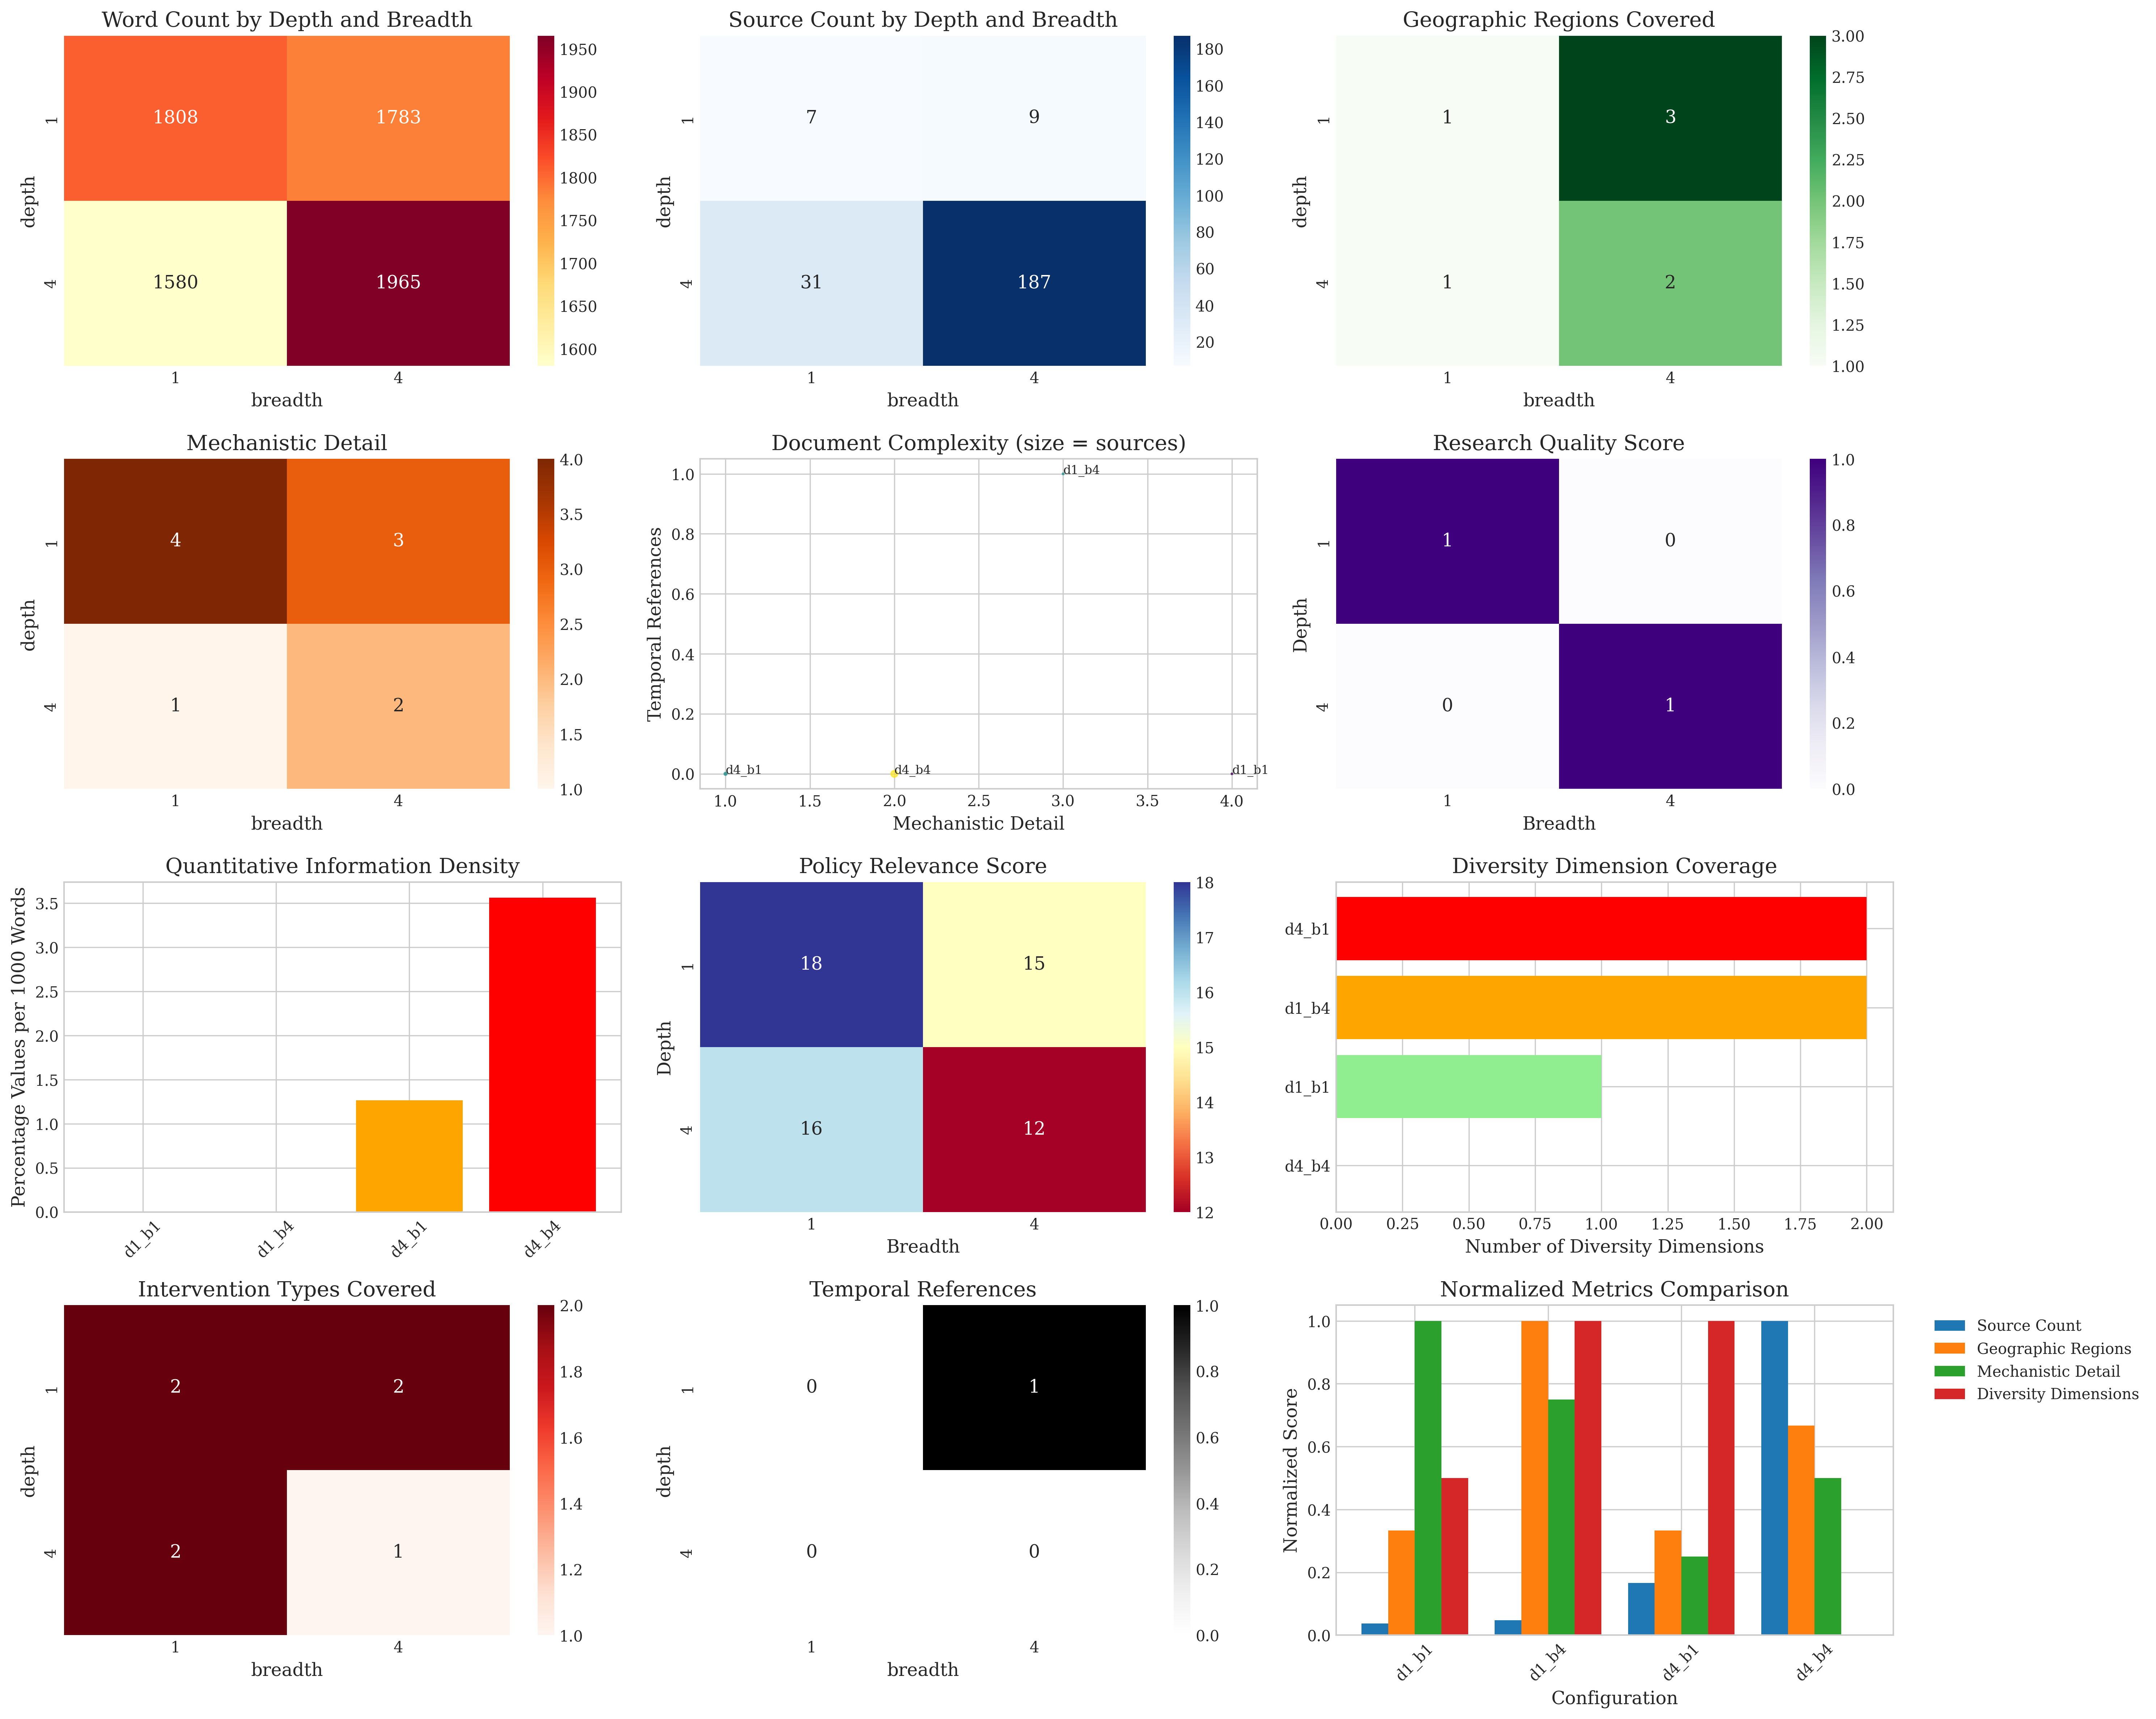 Word Count by Depth and Breadth
1808 1783
1580 1965
1
4
depth
1 4
breadth
1950
1900
1850
1800
1750
1700
1650
1600
Source Count by Depth and Breadth
7 9
31 187
1
4
depth
1 4
breadth
180
160
140
120
100
80
60
40
20
Geographic Regions Covered
1 3
1 2
1
4
depth
1 4
breadth
3.00
2.75
2.50
2.25
2.00
1.75
1.50
1.25
1.00
Mechanistic Detail
4 3
1 2
1
4
depth
1 4
breadth
4.0
3.5
3.0
2.5
2.0
1.5
1.0
Document Complexity (size = sources)
Temporal References
1.0
0.8
0.6
0.4
0.2
0.0
d1_b4
d4_b1
d4_b4
d1_b1
1.0 1.5 2.0 2.5 3.0 3.5 4.0
Mechanistic Detail
Research Quality Score
1 0
0 1
1
4
Depth
1 4
Breadth
1.0
0.8
0.6
0.4
0.2
0.0
Quantitative Information Density
Percentage Values per 1000 Words
3.5
3.0
2.5
2.0
1.5
1.0
0.5
0.0
d1_b1 d1_b4 d4_b1 d4_b4
Policy Relevance Score
18 15
16 12
1
4
Depth
1 4
Breadth
18
17
16
15
14
13
12
Diversity Dimension Coverage
d4_b1
d1_b4
d1_b1
d4_b4
0.00 0.25 0.50 0.75 1.00 1.25 1.50 1.75 2.00
Number of Diversity Dimensions
Intervention Types Covered
2 2
2 1
1
4
depth
1 4
breadth
2.0
1.8
1.6
1.4
1.2
1.0
Temporal References
0 1
0 0
1
4
depth
1 4
breadth
1.0
0.8
0.6
0.4
0.2
0.0
Normalized Metrics Comparison
Normalized Score
1.0
0.8
0.6
0.4
0.2
0.0
d1_b1 d1_b4 d4_b1 d4_b4
Configuration
Source Count
Geographic Regions
Mechanistic Detail
Diversity Dimensions